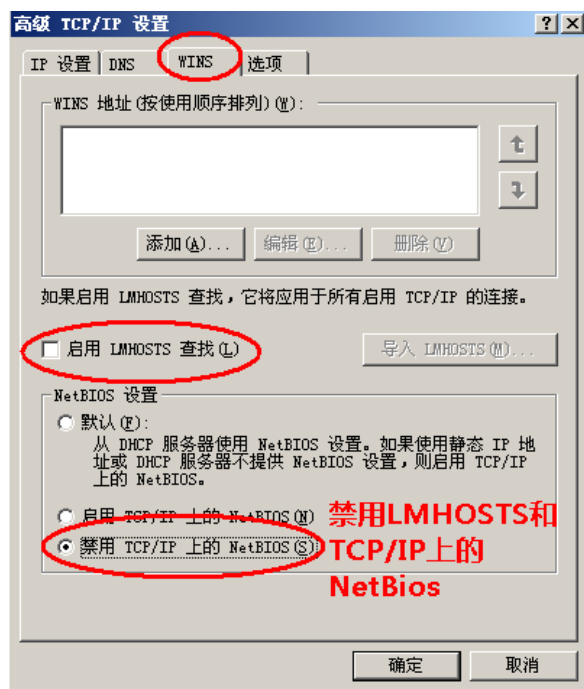 高级 TCP/IP 设置
IP 设置 DNS WINS 选项
WINS 地址(按使用顺序排列)(W):
添加(A)... 编辑(E)... 删除(V)
如果启用 LMHOSTS 查找，它将应用于所有启用 TCP/IP 的连接。
启用 LMHOSTS 查找(L) 导入 LMHOSTS(M)...
NetBIOS 设置
默认(F):
从 DHCP 服务器使用 NetBIOS 设置。如果使用静态 IP 地
址或 DHCP 服务器不提供 NetBIOS 设置，则启用 TCP/IP
上的 NetBIOS。
启用 TCP/IP 上的 NetBIOS(N)
禁用 TCP/IP 上的 NetBIOS(S)
禁用LMHOSTS和
TCP/IP上的
NetBios
确定 取消